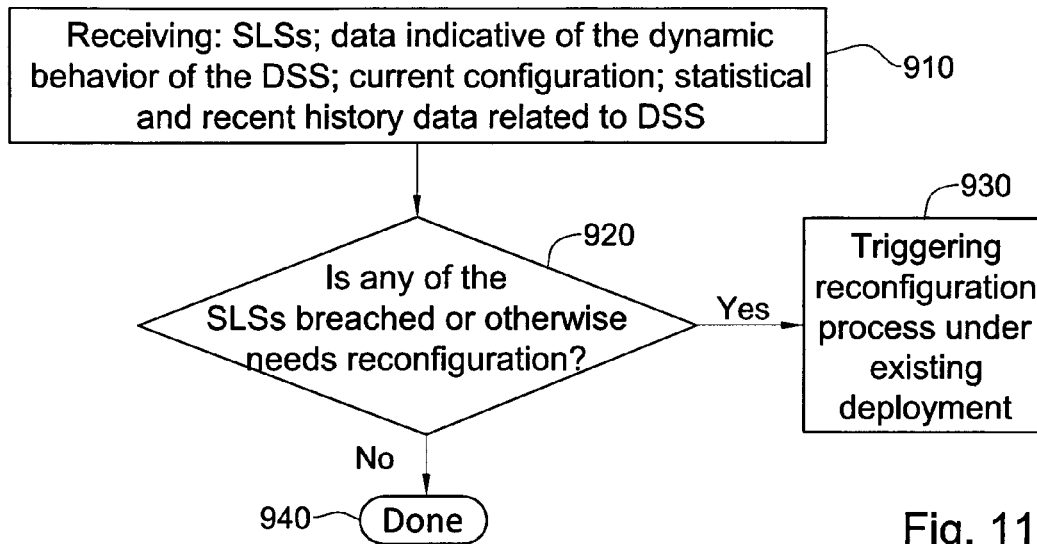 Receiving: SLSs; data indicative of the dynamic
behavior of the DSS; current configuration; statistical
and recent history data related to DSS
910
930
920
Is any of the
SLSs breached or otherwise
needs reconfiguration?
Yes
Triggering
reconfiguration
process under
existing
deployment
No
940
Done
Fig. 11